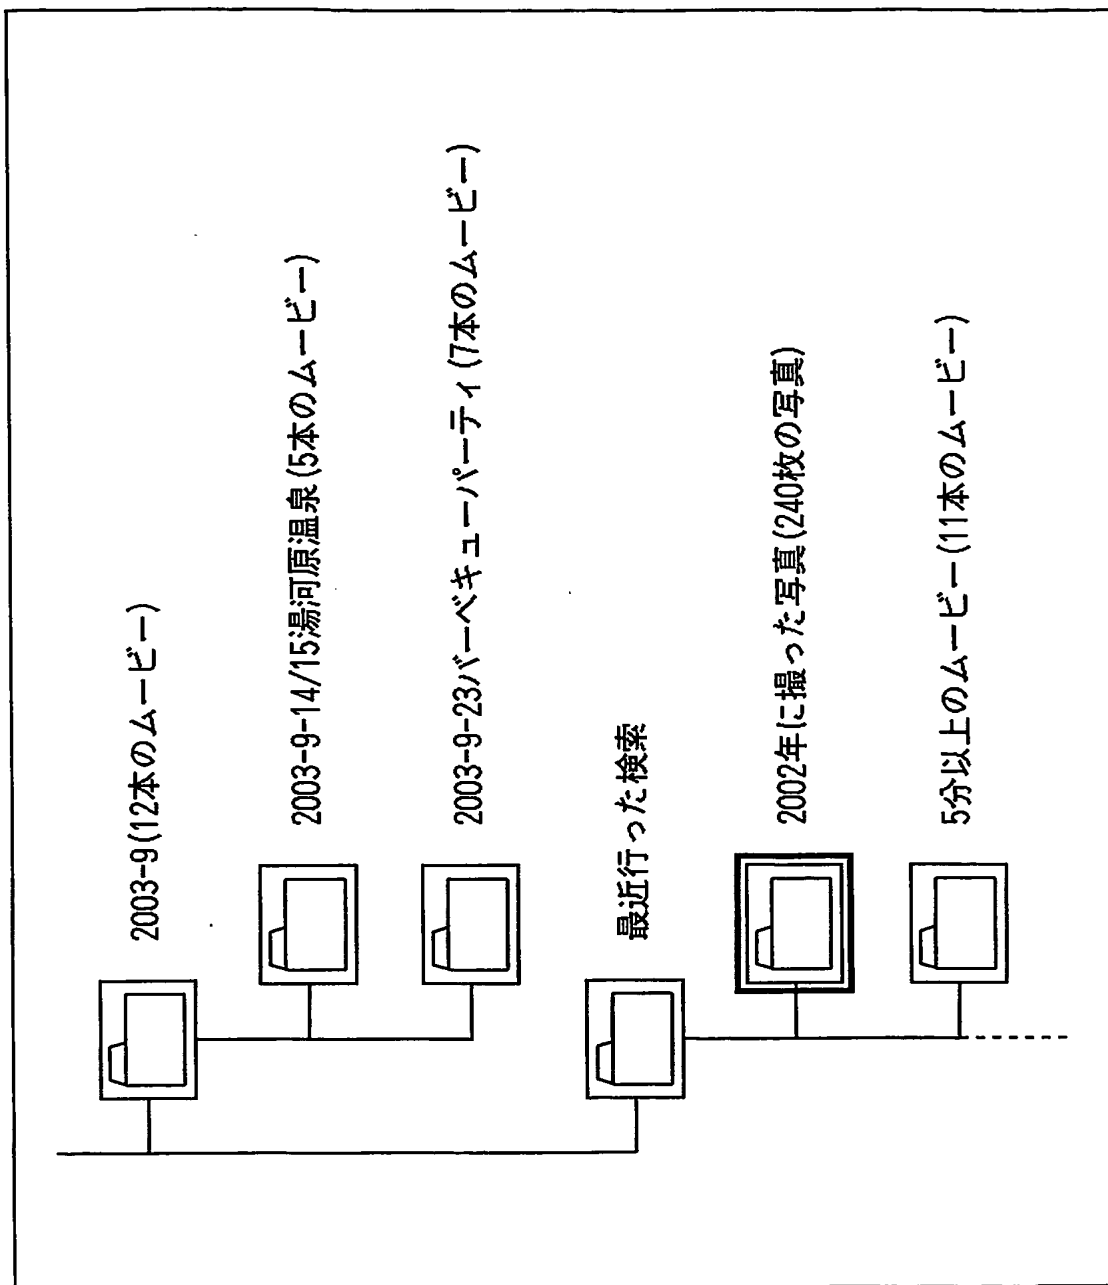 2003-9(12本のムービー)
2003-9-14/15湯河原温泉(5本のムービー)
2003-9-23バーベキューパーティ(7本のムービー)
最近行った検索
2002年に撮った写真(240枚の写真)
5分以上のムービー(11本のムービー)